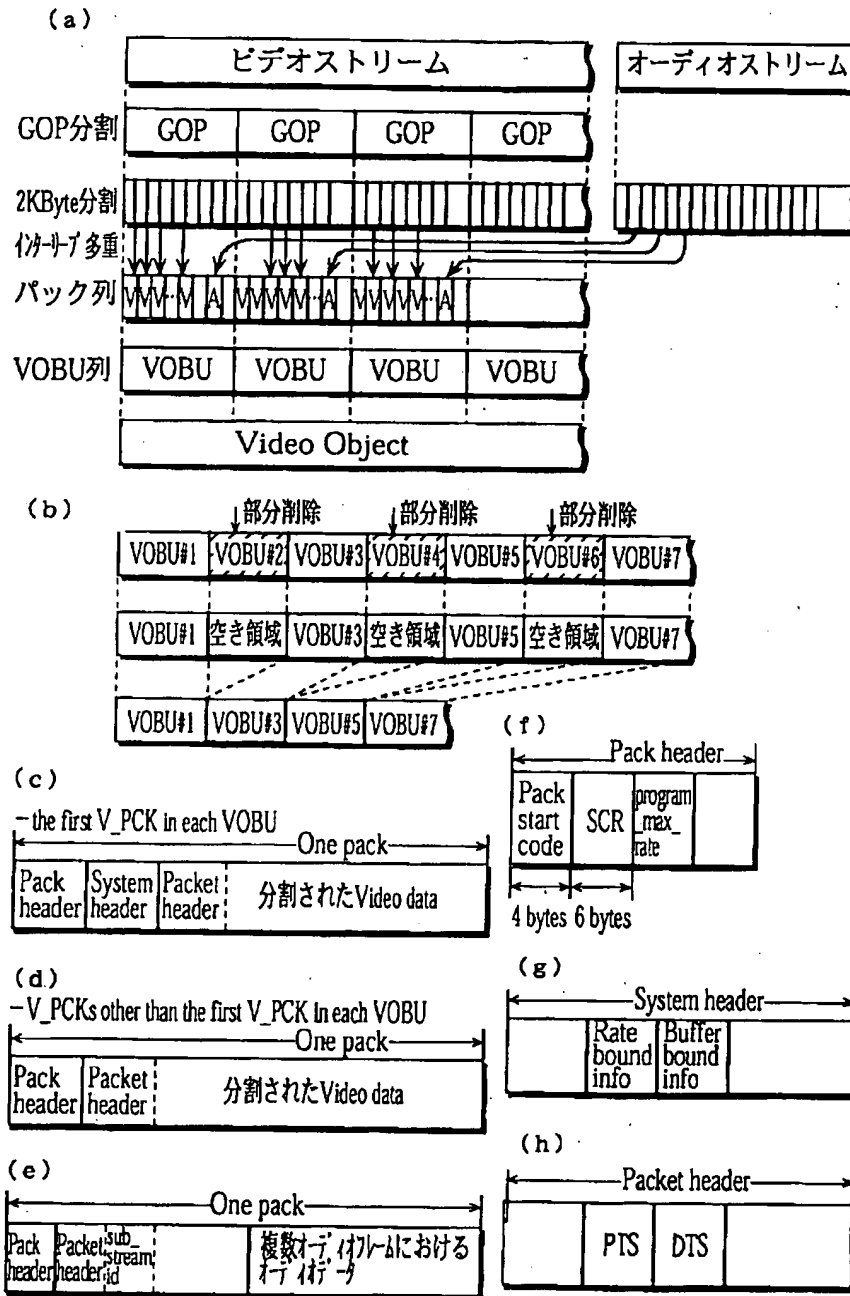 (a)
ビデオストリーム オーディオストリーム
GOP分割 GOP GOP GOP GOP
2KByte分割
インターリーブ多重
パック列 V V V … V A V V V V V … A V V V V V … A
VOBU列 VOBU VOBU VOBU VOBU
Video Object
(b)
部分削除 部分削除 部分削除
VOBU#1 VOBU#2 VOBU#3 VOBU#4 VOBU#5 VOBU#6 VOBU#7
VOBU#1 空き領域 VOBU#3 空き領域 VOBU#5 空き領域 VOBU#7
VOBU#1 VOBU#3 VOBU#5 VOBU#7
(c)
-the first V_PCK in each VOBU
One pack
Pack header System header Packet header 分割されたVideo data
(d)
-V_PCKs other than the first V_PCK in each VOBU
One pack
Pack header Packet header 分割されたVideo data
(e)
One pack
Pack header Packet header sub_stream_id 複数オーディオフレームにおける
オーディオデータ
(f)
Pack header
Pack start code SCR program_max_rate
4 bytes 6 bytes
(g)
System header
Rate bound info Buffer bound info
(h)
Packet header
PTS DTS